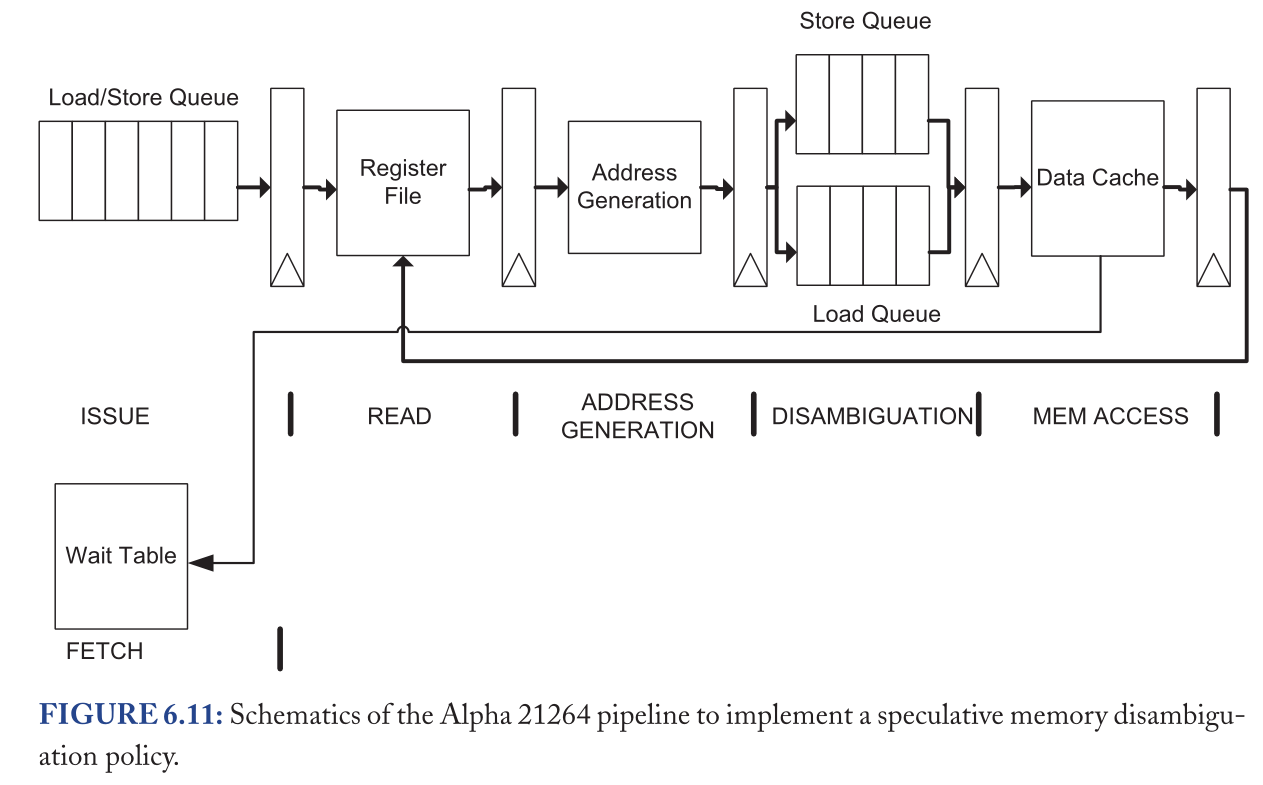 Store Queue
Load/Store Queue
Register
File
Address
Generation
Data Cache
Load Queue
ISSUE
READ
ADDRESS
GENERATION
DISAMBIGUATION
MEM ACCESS
Wait Table
FETCH
FIGURE 6.11: Schematics of the Alpha 21264 pipeline to implement a speculative memory disambigu-
ation policy.